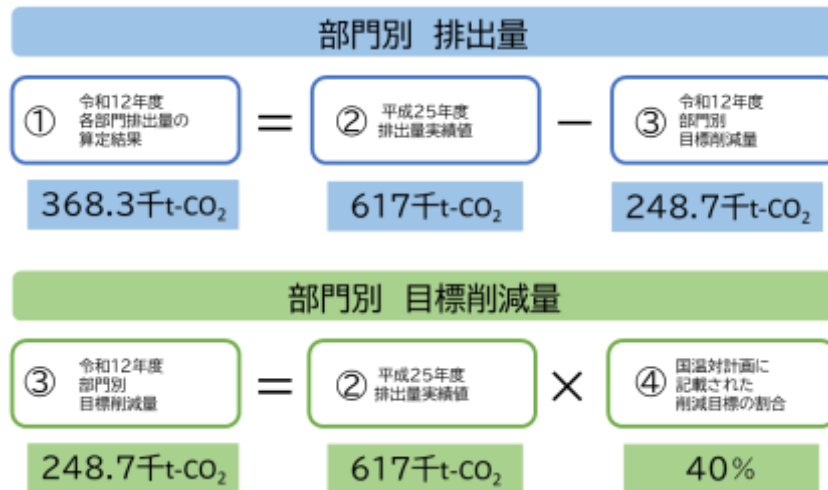 部門別 排出量
① 令和12年度
各部門排出量の
算定結果
=
② 平成25年度
排出量実績値
−
③ 令和12年度
部門別
目標削減量
368.3千t-CO₂
617千t-CO₂
248.7千t-CO₂
部門別 目標削減量
③ 令和12年度
部門別
目標削減量
=
② 平成25年度
排出量実績値
×
④ 国温対計画に
記載された
削減目標の割合
248.7千t-CO₂
617千t-CO₂
40%